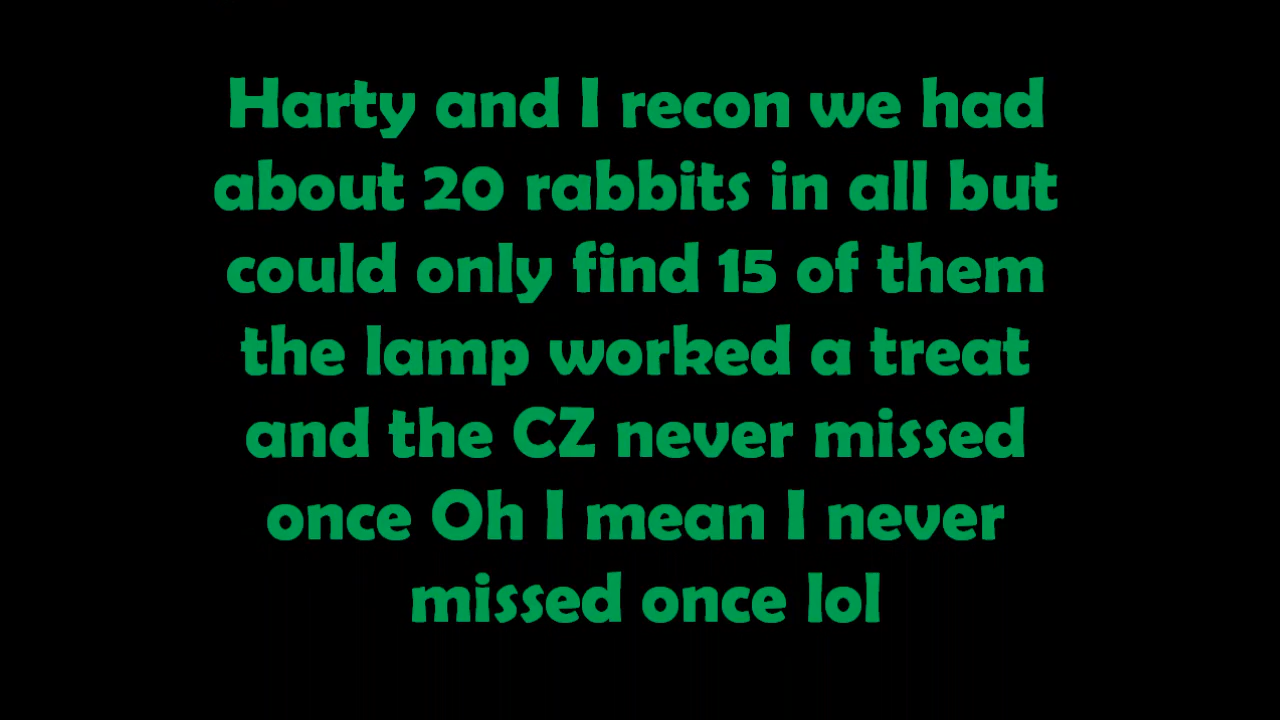 Harty and I recon we had
about 20 rabbits in all but
could only find 15 of them
the lamp worked a treat
and the CZ never missed
once Oh I mean I never
missed once lol